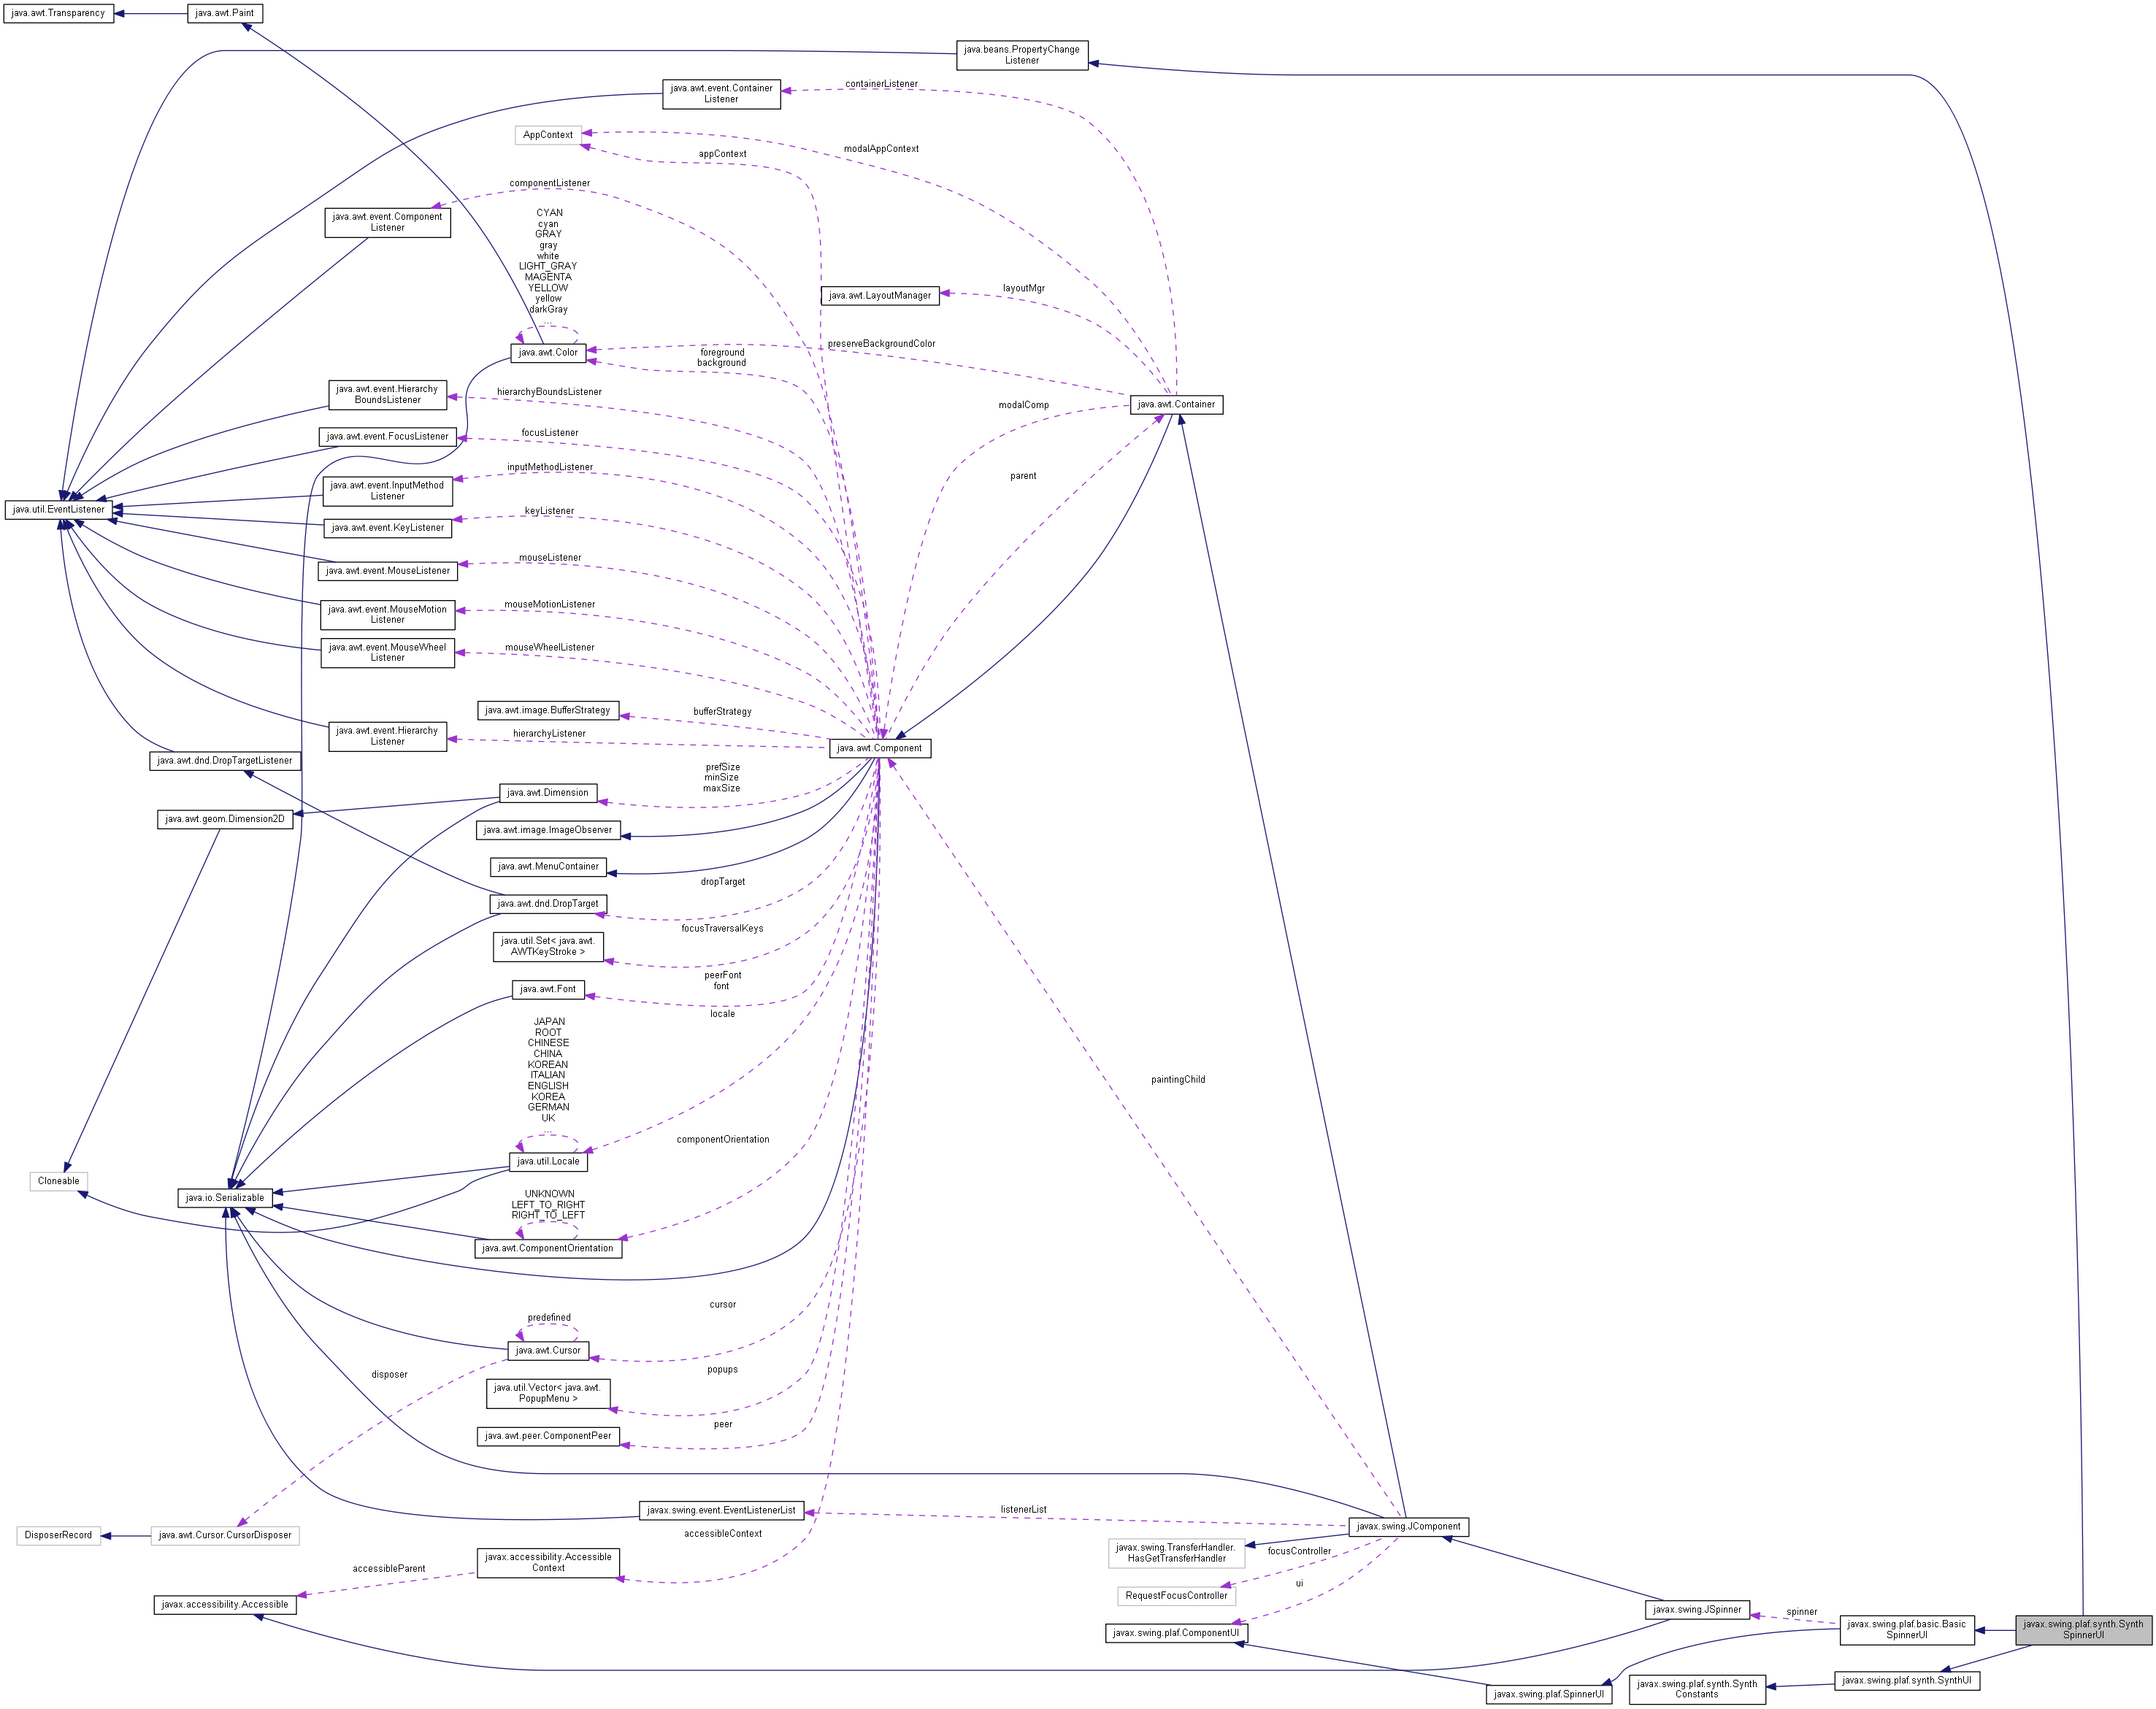 java.awt.Transparency
java.awt.Paint
java.beans.PropertyChange
Listener
java.awt.event.Container
Listener
containerListener
AppContext
modalAppContext
appContext
componentListener
java.awt.event.Component
Listener
CYAN
cyan
GRAY
gray
white
LIGHT_GRAY
MAGENTA
YELLOW
yellow
darkGray
...
java.awt.LayoutManager
layoutMgr
java.awt.Color
preserveBackgroundColor
foreground
background
java.awt.event.Hierarchy
BoundsListener
hierarchyBoundsListener
java.awt.Container
modalComp
java.awt.event.FocusListener
focusListener
inputMethodListener
java.awt.event.InputMethod
Listener
parent
java.util.EventListener
keyListener
java.awt.event.KeyListener
mouseListener
java.awt.event.MouseListener
mouseMotionListener
java.awt.event.MouseMotion
Listener
java.awt.event.MouseWheel
Listener
mouseWheelListener
java.awt.image.BufferStrategy
bufferStrategy
java.awt.event.Hierarchy
Listener
hierarchyListener
java.awt.Component
java.awt.dnd.DropTargetListener
prefSize
minSize
maxSize
java.awt.Dimension
java.awt.geom.Dimension2D
java.awt.image.ImageObserver
java.awt.MenuContainer
dropTarget
java.awt.dnd.DropTarget
focusTraversalKeys
java.util.Set< java.awt.
AWTKeyStroke >
peerFont
font
java.awt.Font
locale
JAPAN
ROOT
CHINESE
CHINA
KOREAN
ITALIAN
ENGLISH
KOREA
GERMAN
UK
...
paintingChild
componentOrientation
java.util.Locale
Cloneable
java.io.Serializable
UNKNOWN
LEFT_TO_RIGHT
RIGHT_TO_LEFT
java.awt.ComponentOrientation
cursor
predefined
java.awt.Cursor
disposer
popups
java.util.Vector< java.awt.
PopupMenu >
peer
java.awt.peer.ComponentPeer
javax.swing.event.EventListenerList
listenerList
javax.swing.JComponent
DisposerRecord
java.awt.Cursor.CursorDisposer
accessibleContext
javax.swing.TransferHandler.
HasGetTransferHandler
focusController
javax.accessibility.Accessible
Context
accessibleParent
ui
RequestFocusController
javax.accessibility.Accessible
javax.swing.JSpinner
spinner
javax.swing.plaf.basic.Basic
SpinnerUI
javax.swing.plaf.synth.Synth
SpinnerUI
javax.swing.plaf.ComponentUI
javax.swing.plaf.SpinnerUI
javax.swing.plaf.synth.Synth
Constants
javax.swing.plaf.synth.SynthUI